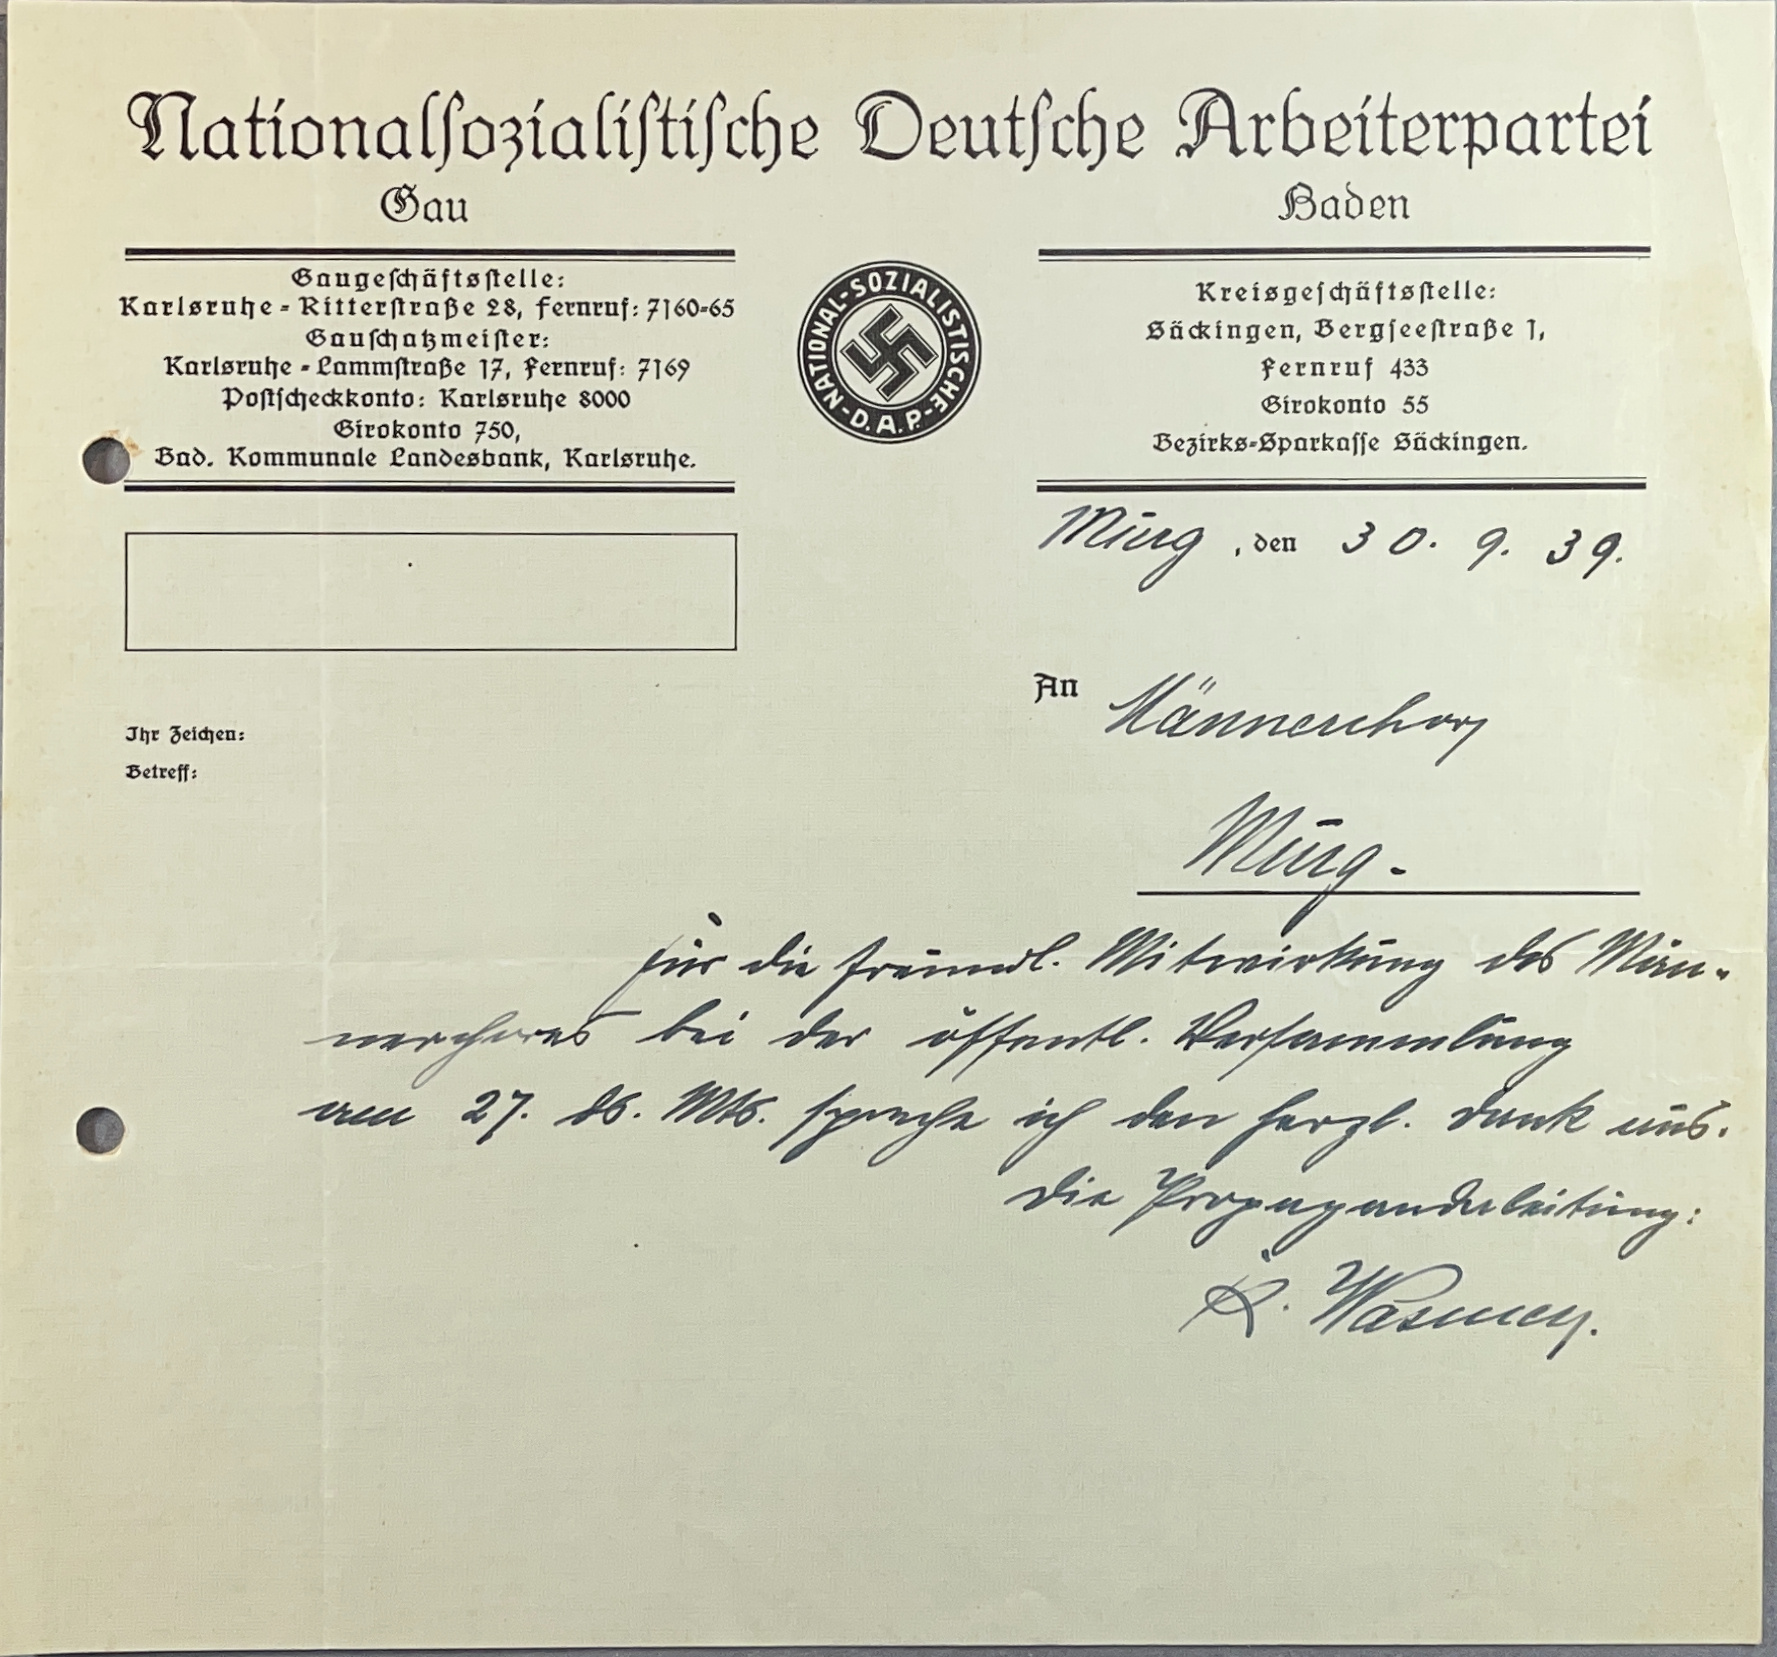 Nationalsozialistische Deutsche Arbeiterpartei
Gau Baden
Gaugeschäftsstelle:
Karlsruhe - Ritterstraße 28, Fernruf: 7160-65
Gauschatzmeister:
Karlsruhe - Lammstraße 17, Fernruf: 7169
Postscheckkonto: Karlsruhe 8000
Girokonto 750,
Bad. Kommunale Landesbank, Karlsruhe.
NATIONAL-SOZIALISTISCHE-D.A.P.-
Kreisgeschäftsstelle:
Säckingen, Bergseestraße 1,
Fernruf 433
Girokonto 55
Bezirks-Sparkasse Säckingen.
Murg, den 30. 9. 39.
An Männerchor
Murg.
Ihr Zeichen:
Betreff:
Für die freundl. Mitwirkung des Män-
nerchores bei der öffentl. Versammlung
am 27. ds. Mts. spreche ich den herzl. Dank aus.
Die Propagandaleitung:
K. Wasmer.